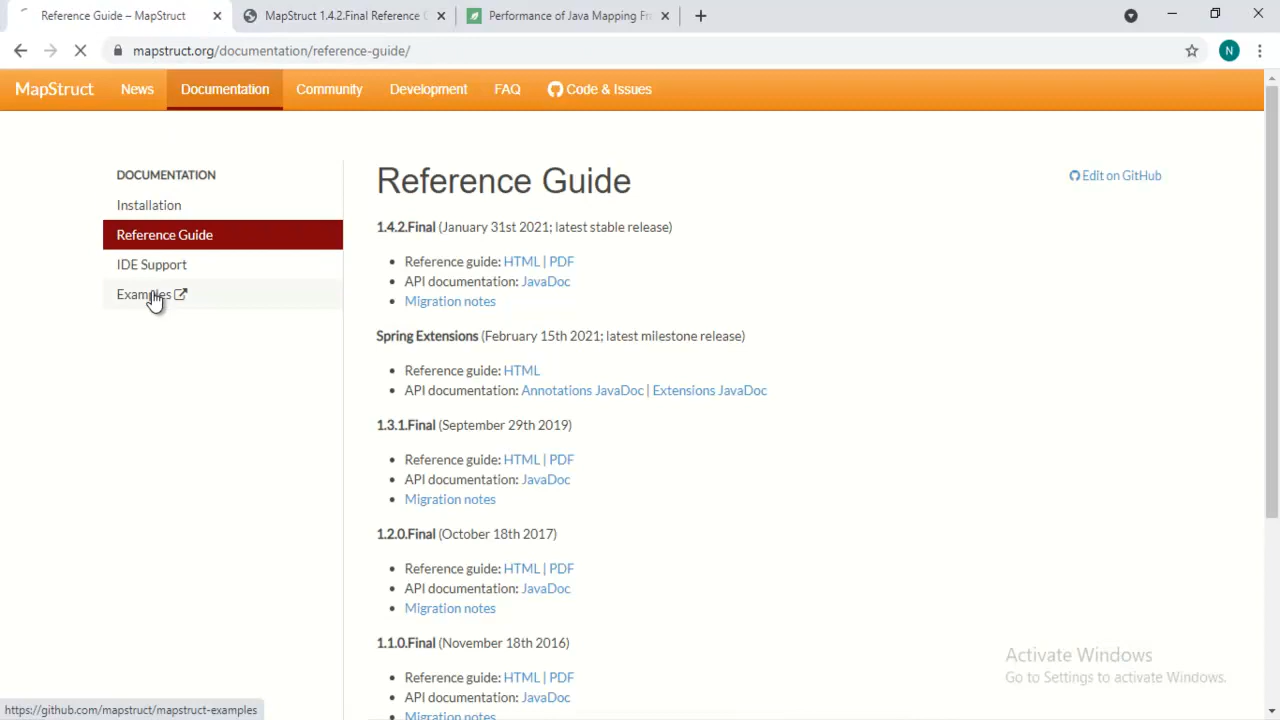 Reference Guide – MapStruct
MapStruct 1.4.2.Final Reference G
Performance of Java Mapping Fr
mapstruct.org/documentation/reference-guide/
N
MapStruct News Documentation Community Development FAQ Code & Issues
DOCUMENTATION
Installation
Reference Guide
IDE Support
Examples
Reference Guide
Edit on GitHub
1.4.2.Final (January 31st 2021; latest stable release)
Reference guide: HTML | PDF
API documentation: JavaDoc
Migration notes
Spring Extensions (February 15th 2021; latest milestone release)
Reference guide: HTML
API documentation: Annotations JavaDoc | Extensions JavaDoc
1.3.1.Final (September 29th 2019)
Reference guide: HTML | PDF
API documentation: JavaDoc
Migration notes
1.2.0.Final (October 18th 2017)
Reference guide: HTML | PDF
API documentation: JavaDoc
Migration notes
1.1.0.Final (November 18th 2016)
Reference guide: HTML | PDF
API documentation: JavaDoc
Migration notes
Activate Windows
Go to Settings to activate Windows.
https://github.com/mapstruct/mapstruct-examples